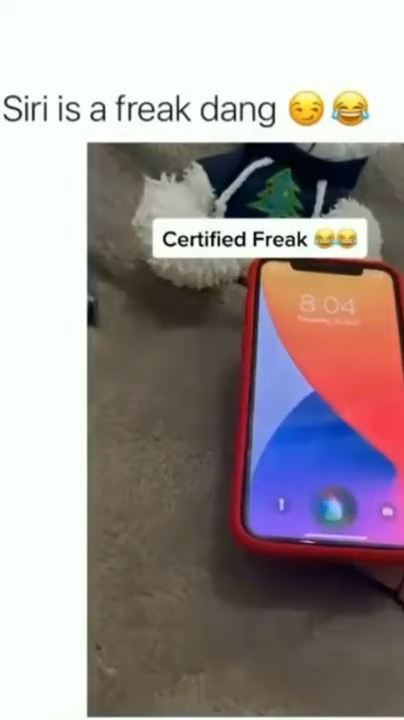 Siri is a freak dang 😏😂
Certified Freak 😂😂
8:04